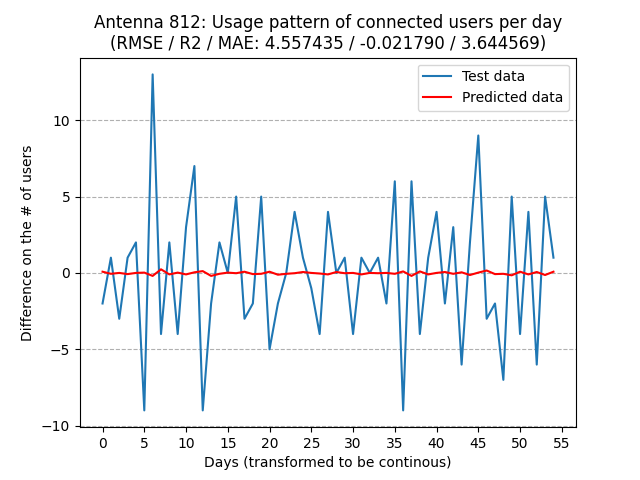 Antenna 812: Usage pattern of connected users per day
(RMSE / R2 / MAE: 4.557435 / -0.021790 / 3.644569)
Test data
Predicted data
Difference on the # of users
10
5
0
−5
−10
0 5 10 15 20 25 30 35 40 45 50 55
Days (transformed to be continous)